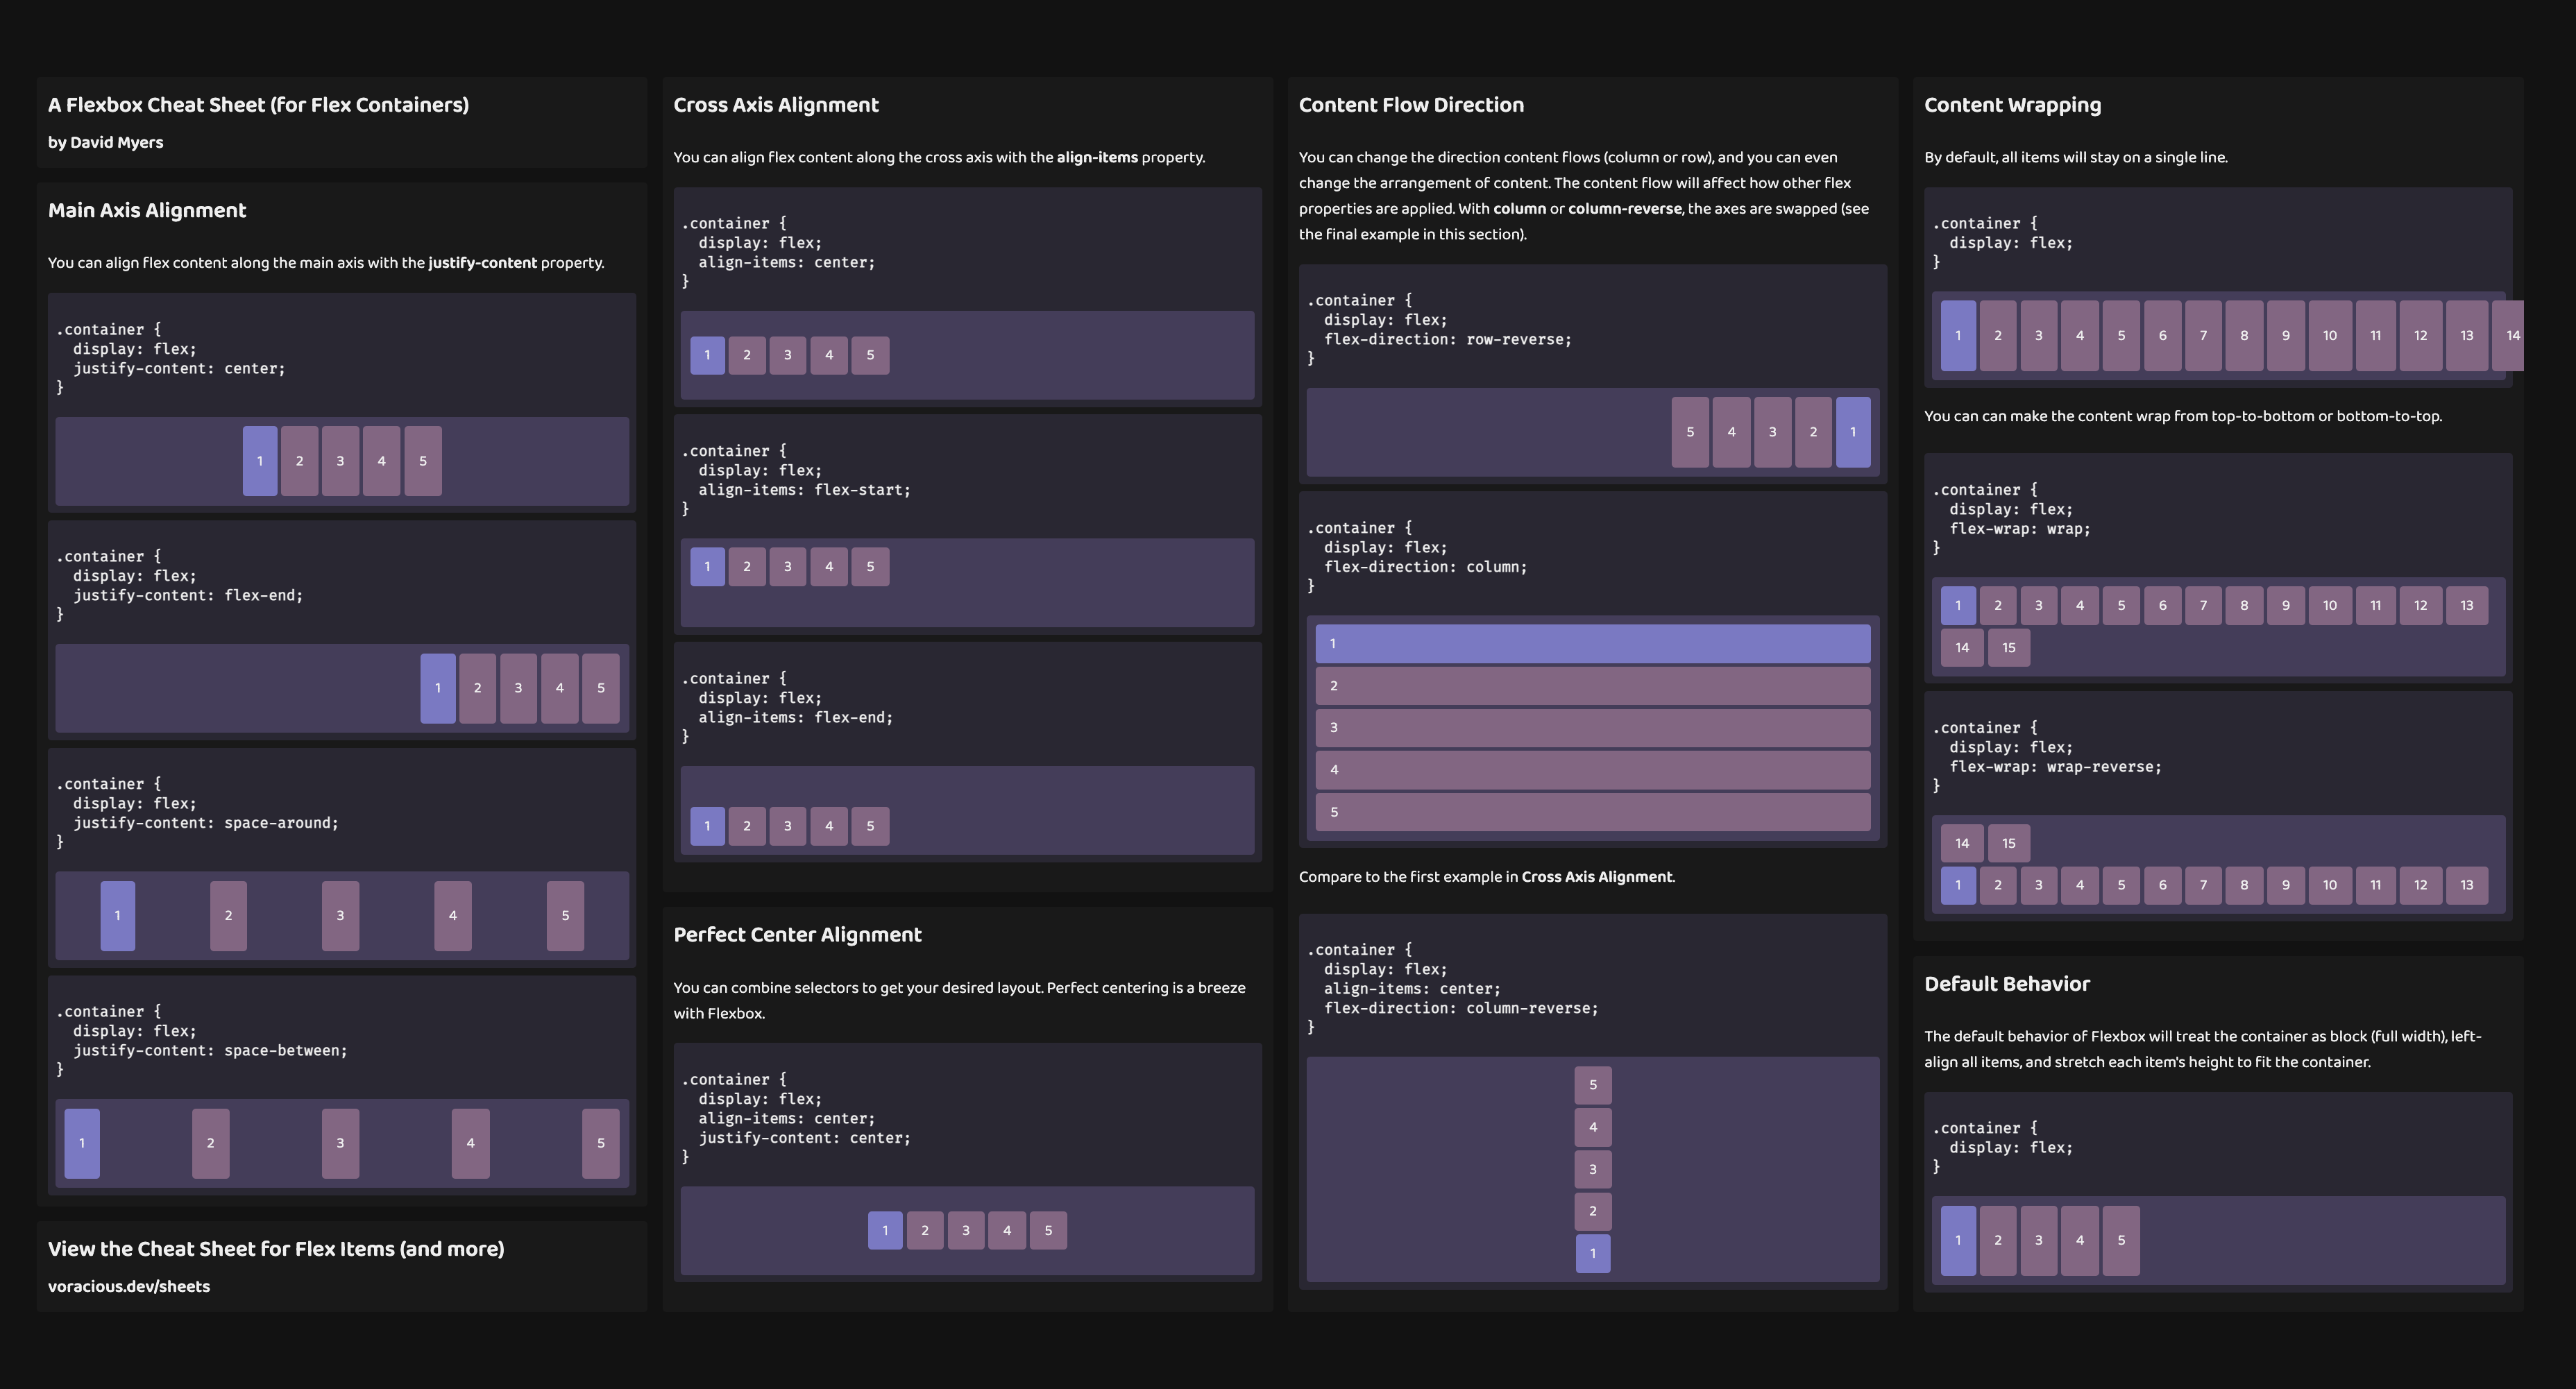 A Flexbox Cheat Sheet (for Flex Containers)
by David Myers
Main Axis Alignment
You can align flex content along the main axis with the justify-content property.
.container {
  display: flex;
  justify-content: center;
}
1 2 3 4 5
.container {
  display: flex;
  justify-content: flex-end;
}
1 2 3 4 5
.container {
  display: flex;
  justify-content: space-around;
}
1 2 3 4 5
.container {
  display: flex;
  justify-content: space-between;
}
1 2 3 4 5
View the Cheat Sheet for Flex Items (and more)
voracious.dev/sheets
Cross Axis Alignment
You can align flex content along the cross axis with the align-items property.
.container {
  display: flex;
  align-items: center;
}
1 2 3 4 5
.container {
  display: flex;
  align-items: flex-start;
}
1 2 3 4 5
.container {
  display: flex;
  align-items: flex-end;
}
1 2 3 4 5
Perfect Center Alignment
You can combine selectors to get your desired layout. Perfect centering is a breeze
with Flexbox.
.container {
  display: flex;
  align-items: center;
  justify-content: center;
}
1 2 3 4 5
Content Flow Direction
You can change the direction content flows (column or row), and you can even
change the arrangement of content. The content flow will affect how other flex
properties are applied. With column or column-reverse, the axes are swapped (see
the final example in this section).
.container {
  display: flex;
  flex-direction: row-reverse;
}
5 4 3 2 1
.container {
  display: flex;
  flex-direction: column;
}
1
2
3
4
5
Compare to the first example in Cross Axis Alignment.
.container {
  display: flex;
  align-items: center;
  flex-direction: column-reverse;
}
5
4
3
2
1
Content Wrapping
By default, all items will stay on a single line.
.container {
  display: flex;
}
1 2 3 4 5 6 7 8 9 10 11 12 13 14
You can can make the content wrap from top-to-bottom or bottom-to-top.
.container {
  display: flex;
  flex-wrap: wrap;
}
1 2 3 4 5 6 7 8 9 10 11 12 13
14 15
.container {
  display: flex;
  flex-wrap: wrap-reverse;
}
14 15
1 2 3 4 5 6 7 8 9 10 11 12 13
Default Behavior
The default behavior of Flexbox will treat the container as block (full width), left-
align all items, and stretch each item's height to fit the container.
.container {
  display: flex;
}
1 2 3 4 5